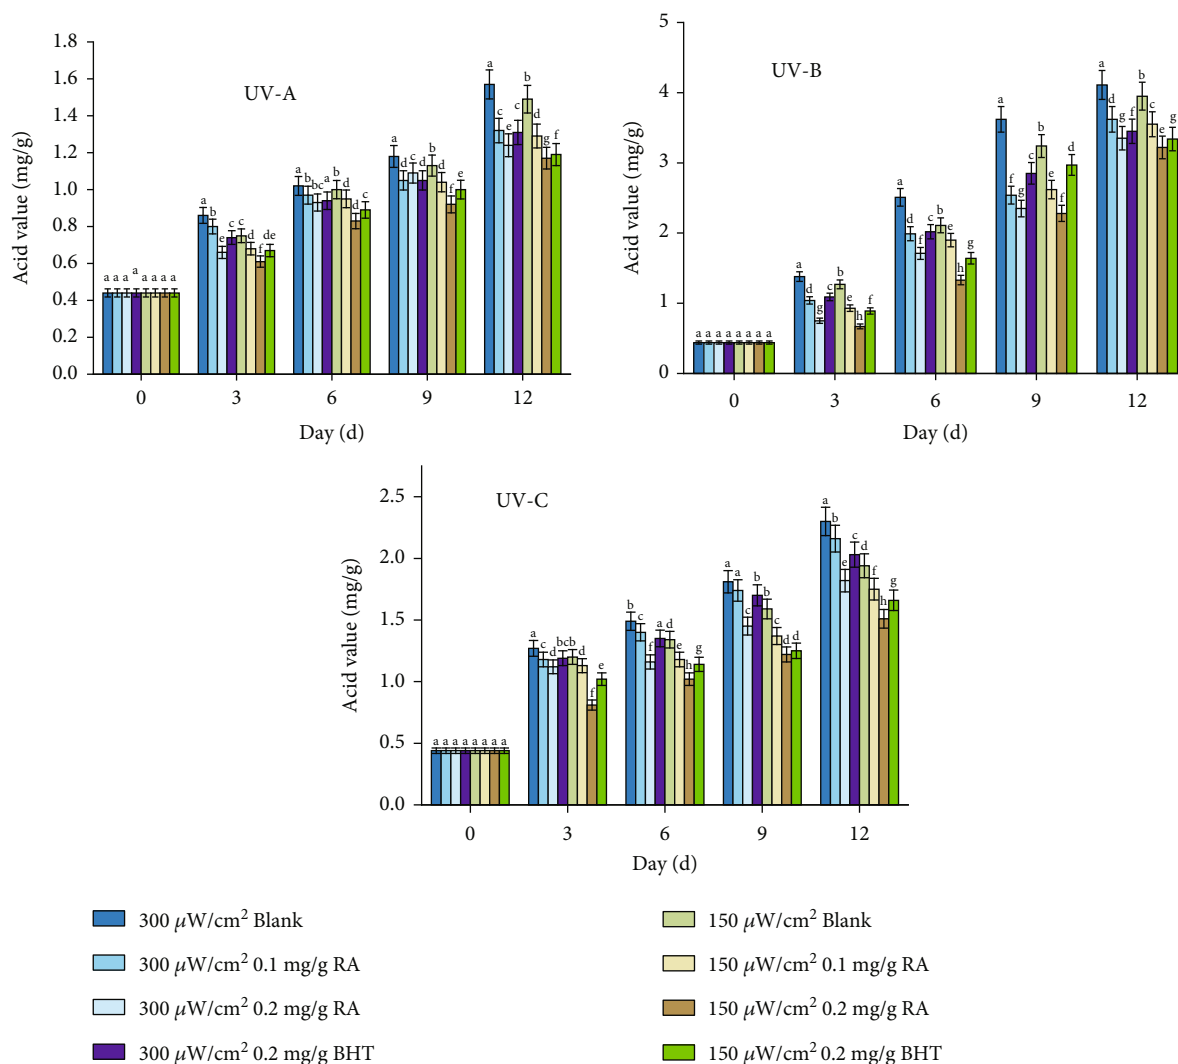 UV-A
Acid value (mg/g)
1.8
1.6
1.4
1.2
1.0
0.8
0.6
0.4
0.2
0.0
a a a a a a a a
a b e c c d f de
a b bc a b d d c
a d c d b d f e
a c e c b d g f
0 3 6 9 12
Day (d)
UV-B
Acid value (mg/g)
5
4
3
2
1
0
a a a a a a a a
a d g c b e h f
a d f c b e h g
a f g c b e f d
a d g f b c e g
0 3 6 9 12
Day (d)
UV-C
Acid value (mg/g)
2.5
2.0
1.5
1.0
0.5
0.0
a a a a a a a a
a c d bc b d f e
b c f a d e h g
a a c b b c d d
a b e c d f h g
0 3 6 9 12
Day (d)
300 μW/cm² Blank
300 μW/cm² 0.1 mg/g RA
300 μW/cm² 0.2 mg/g RA
300 μW/cm² 0.2 mg/g BHT
150 μW/cm² Blank
150 μW/cm² 0.1 mg/g RA
150 μW/cm² 0.2 mg/g RA
150 μW/cm² 0.2 mg/g BHT